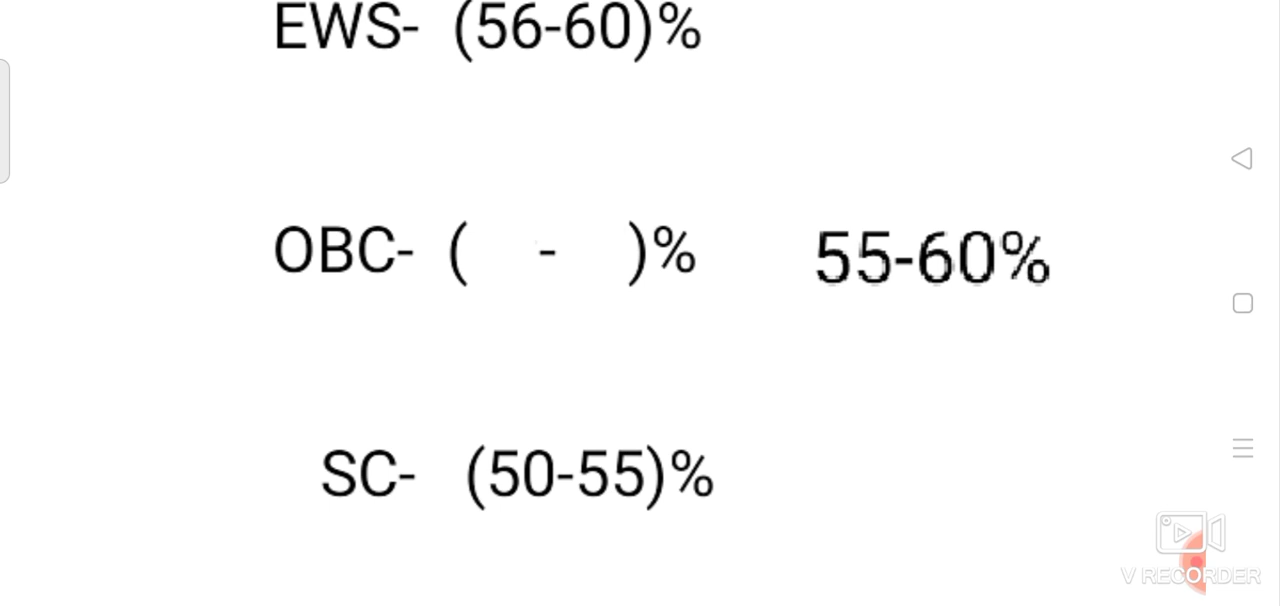 EWS- (56-60)%
OBC- ( - )% 55-60%
SC- (50-55)%
V RECORDER